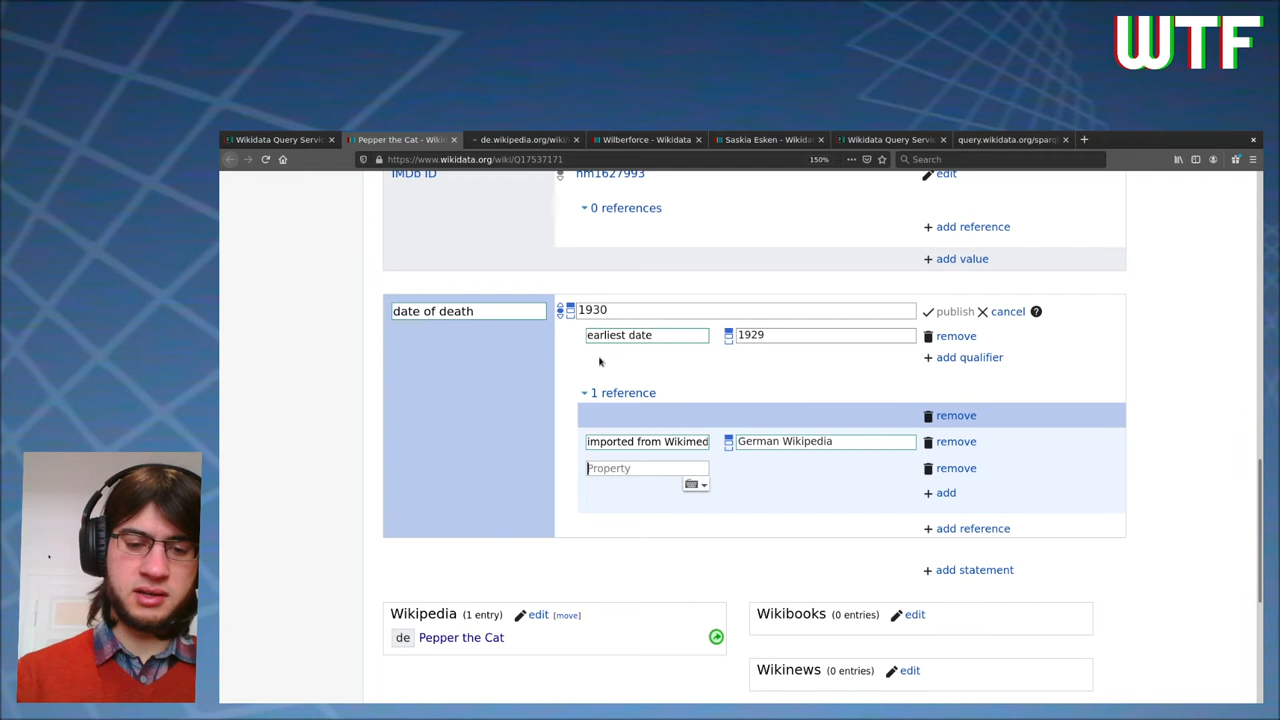 WTF
Wikidata Query Servic
Pepper the Cat - Wikin
de.wikipedia.org/wiki/
Wilberforce - Wikidata
Saskia Esken - Wikidat
Wikidata Query Servic
query.wikidata.org/sparq
https://www.wikidata.org/wiki/Q17537171
150%
Search
IMDb ID
nm1627993
edit
0 references
+ add reference
+ add value
date of death
1930
publish cancel ?
earliest date
1929
remove
+ add qualifier
1 reference
remove
imported from Wikimed
German Wikipedia
remove
Property
remove
+ add
+ add reference
+ add statement
Wikipedia (1 entry) edit [move]
de Pepper the Cat
Wikibooks (0 entries) edit
Wikinews (0 entries) edit